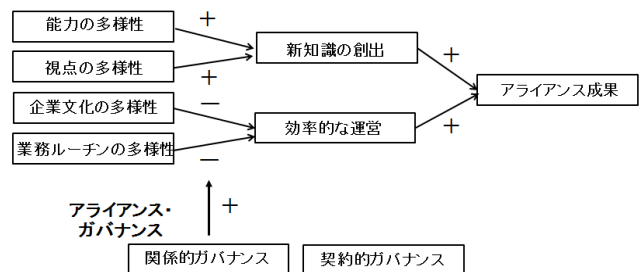 能力の多様性
+
新知識の創出
視点の多様性
+
+
アライアンス成果
企業文化の多様性
−
効率的な運営
+
業務ルーチンの多様性
−
アライアンス・
ガバナンス
+
関係的ガバナンス
契約的ガバナンス